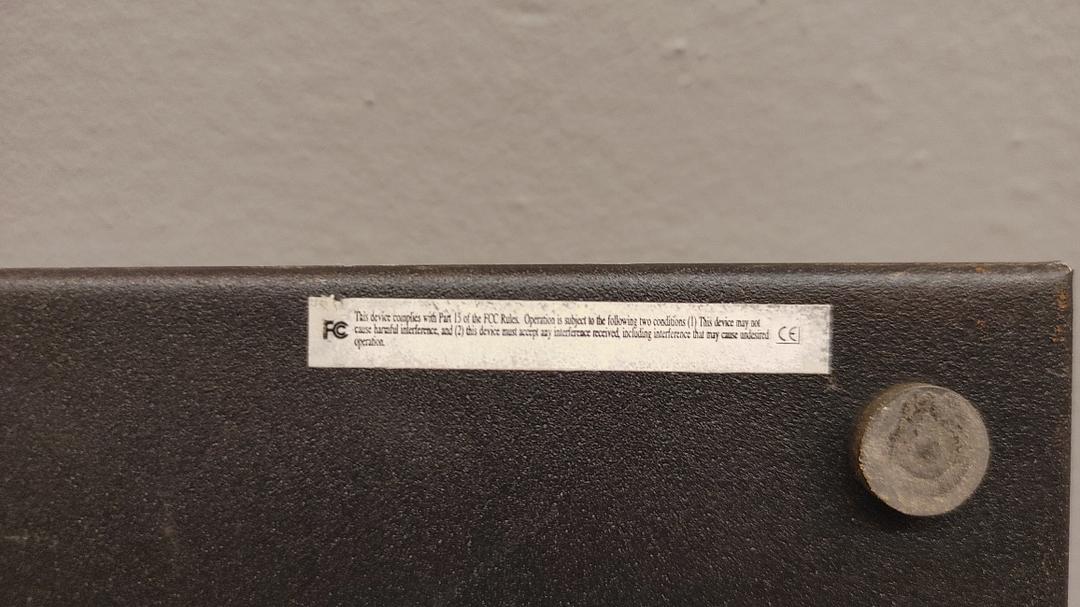 FC
This device complies with Part 15 of the FCC Rules. Operation is subject to the following two conditions (1) This device may not
cause harmful interference, and (2) this device must accept any interference received, including interference that may cause undesired
operation.
CE